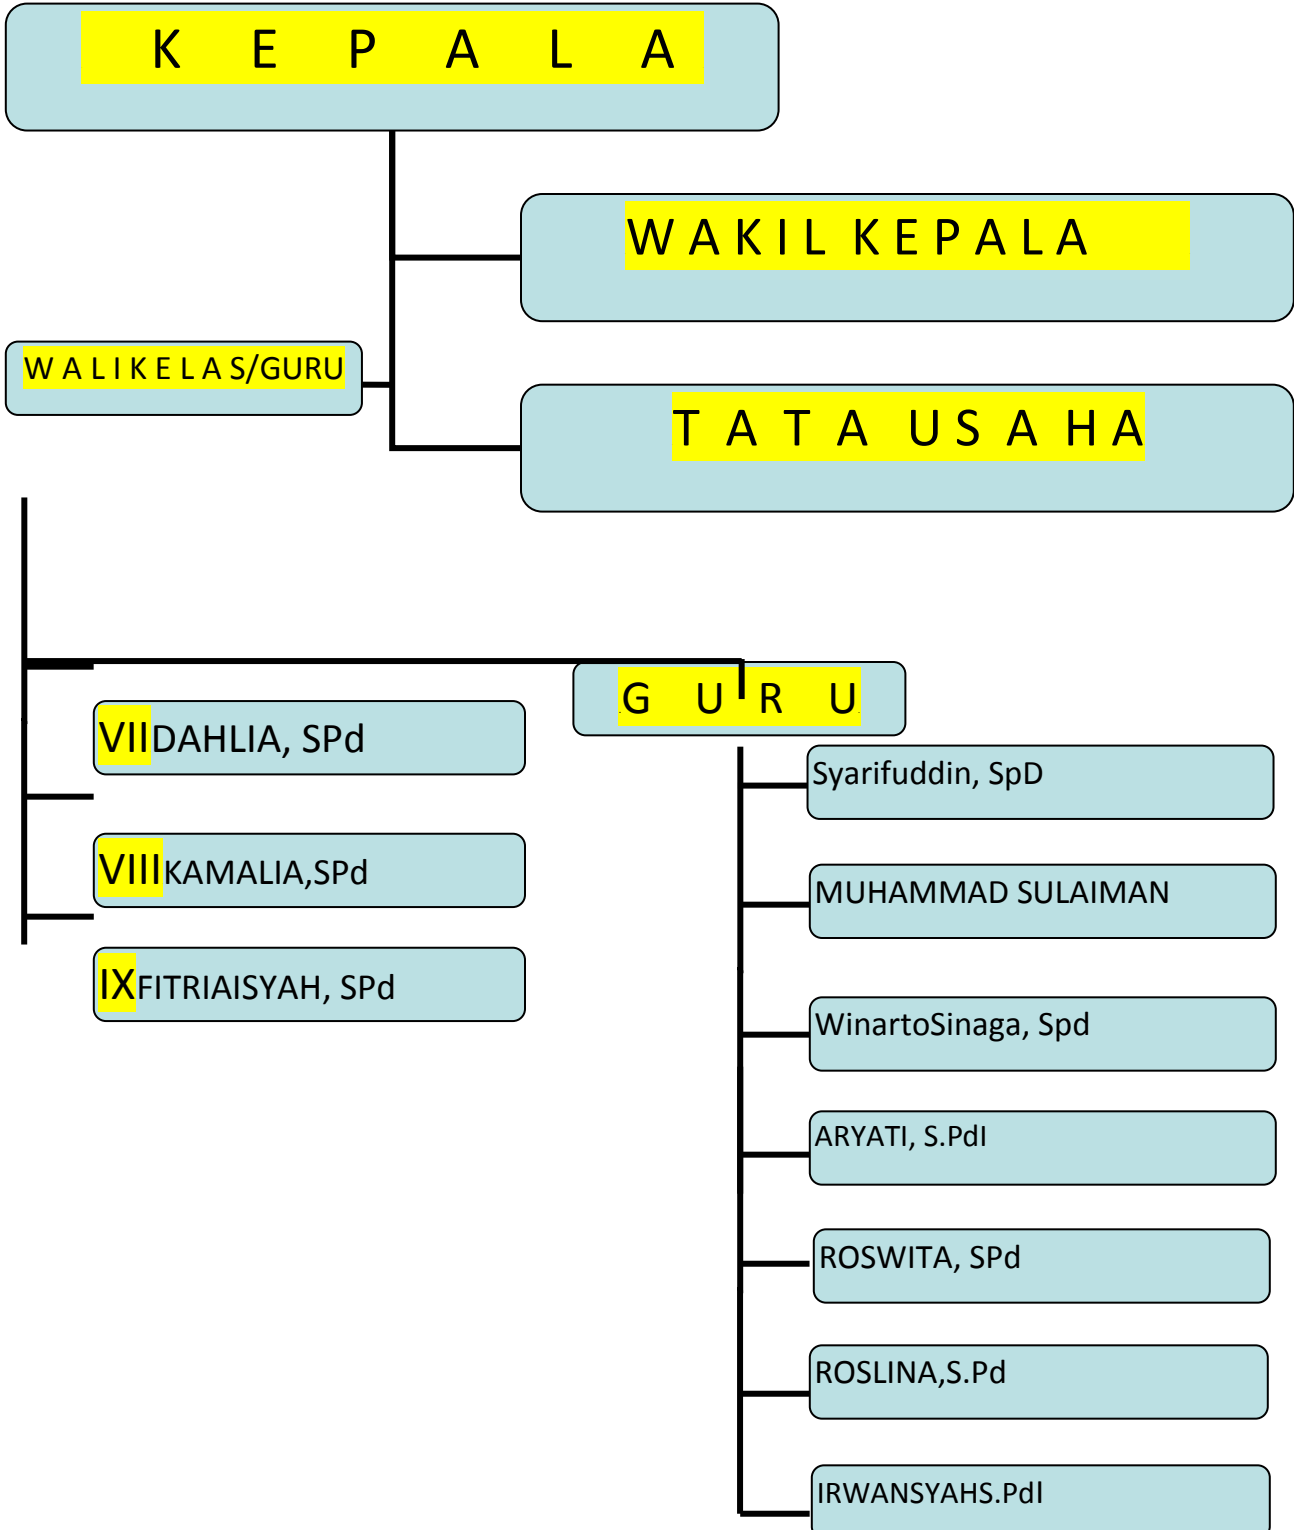 K E P A L A
W A K I L K E P A L A
W A L I K E L A S/GURU
T A T A U S A H A
G U R U
VIIDAHLIA, SPd
VIIIKAMALIA,SPd
IXFITRIAISYAH, SPd
Syarifuddin, SpD
MUHAMMAD SULAIMAN
WinartoSinaga, Spd
ARYATI, S.PdI
ROSWITA, SPd
ROSLINA,S.Pd
IRWANSYAHS.PdI